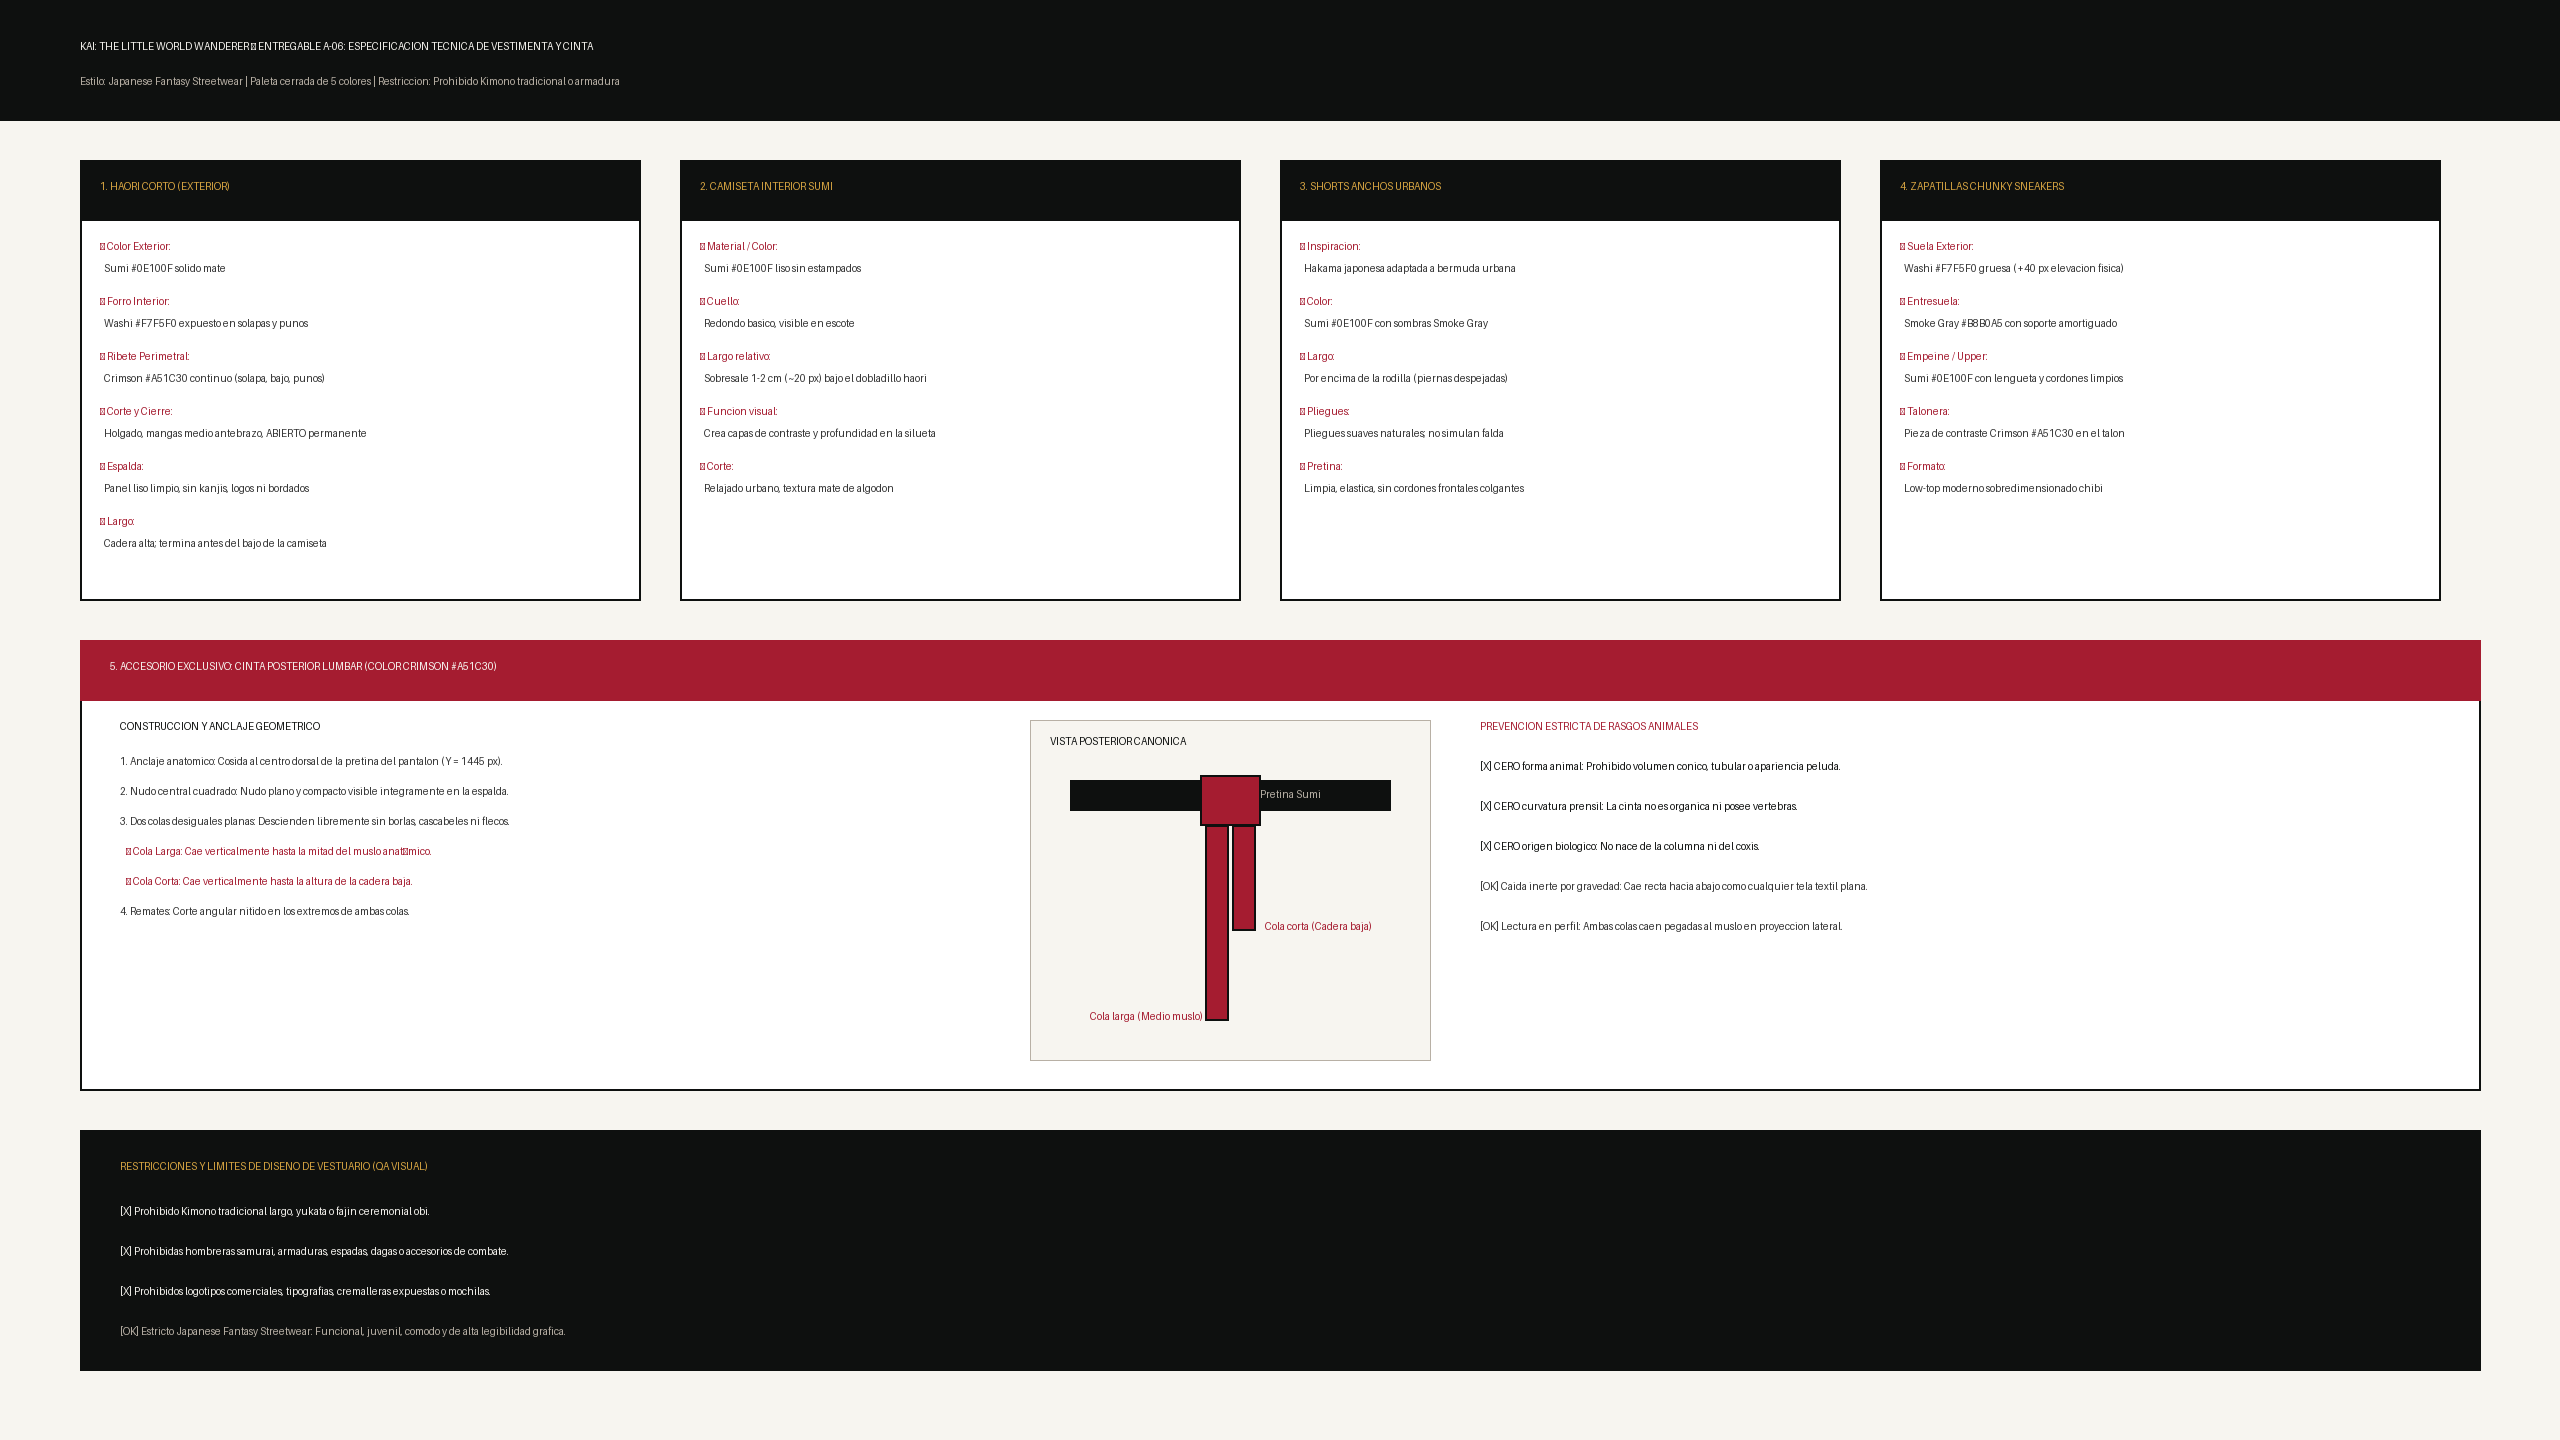 KAI: THE LITTLE WORLD WANDERER ▯ ENTREGABLE A-06: ESPECIFICACION TECNICA DE VESTIMENTA Y CINTA
Estilo: Japanese Fantasy Streetwear | Paleta cerrada de 5 colores | Restriccion: Prohibido Kimono tradicional o armadura
1. HAORI CORTO (EXTERIOR)
▯ Color Exterior:
Sumi #0E100F solido mate
▯ Forro Interior:
Washi #F7F5F0 expuesto en solapas y punos
▯ Ribete Perimetral:
Crimson #A51C30 continuo (solapa, bajo, punos)
▯ Corte y Cierre:
Holgado, mangas medio antebrazo, ABIERTO permanente
▯ Espalda:
Panel liso limpio, sin kanjis, logos ni bordados
▯ Largo:
Cadera alta; termina antes del bajo de la camiseta
2. CAMISETA INTERIOR SUMI
▯ Material / Color:
Sumi #0E100F liso sin estampados
▯ Cuello:
Redondo basico, visible en escote
▯ Largo relativo:
Sobresale 1-2 cm (~20 px) bajo el dobladillo haori
▯ Funcion visual:
Crea capas de contraste y profundidad en la silueta
▯ Corte:
Relajado urbano, textura mate de algodon
3. SHORTS ANCHOS URBANOS
▯ Inspiracion:
Hakama japonesa adaptada a bermuda urbana
▯ Color:
Sumi #0E100F con sombras Smoke Gray
▯ Largo:
Por encima de la rodilla (piernas despejadas)
▯ Pliegues:
Pliegues suaves naturales; no simulan falda
▯ Pretina:
Limpia, elastica, sin cordones frontales colgantes
4. ZAPATILLAS CHUNKY SNEAKERS
▯ Suela Exterior:
Washi #F7F5F0 gruesa (+40 px elevacion fisica)
▯ Entresuela:
Smoke Gray #B8B0A5 con soporte amortiguado
▯ Empeine / Upper:
Sumi #0E100F con lengueta y cordones limpios
▯ Talonera:
Pieza de contraste Crimson #A51C30 en el talon
▯ Formato:
Low-top moderno sobredimensionado chibi
5. ACCESORIO EXCLUSIVO: CINTA POSTERIOR LUMBAR (COLOR CRIMSON #A51C30)
CONSTRUCCION Y ANCLAJE GEOMETRICO
1. Anclaje anatomico: Cosida al centro dorsal de la pretina del pantalon (Y = 1445 px).
2. Nudo central cuadrado: Nudo plano y compacto visible integramente en la espalda.
3. Dos colas desiguales planas: Descienden libremente sin borlas, cascabeles ni flecos.
▯ Cola Larga: Cae verticalmente hasta la mitad del muslo anat▯mico.
▯ Cola Corta: Cae verticalmente hasta la altura de la cadera baja.
4. Remates: Corte angular nitido en los extremos de ambas colas.
VISTA POSTERIOR CANONICA
Pretina Sumi
Cola corta (Cadera baja)
Cola larga (Medio muslo)
PREVENCION ESTRICTA DE RASGOS ANIMALES
[X] CERO forma animal: Prohibido volumen conico, tubular o apariencia peluda.
[X] CERO curvatura prensil: La cinta no es organica ni posee vertebras.
[X] CERO origen biologico: No nace de la columna ni del coxis.
[OK] Caida inerte por gravedad: Cae recta hacia abajo como cualquier tela textil plana.
[OK] Lectura en perfil: Ambas colas caen pegadas al muslo en proyeccion lateral.
RESTRICCIONES Y LIMITES DE DISENO DE VESTUARIO (QA VISUAL)
[X] Prohibido Kimono tradicional largo, yukata o fajin ceremonial obi.
[X] Prohibidas hombreras samurai, armaduras, espadas, dagas o accesorios de combate.
[X] Prohibidos logotipos comerciales, tipografias, cremalleras expuestas o mochilas.
[OK] Estricto Japanese Fantasy Streetwear: Funcional, juvenil, comodo y de alta legibilidad grafica.